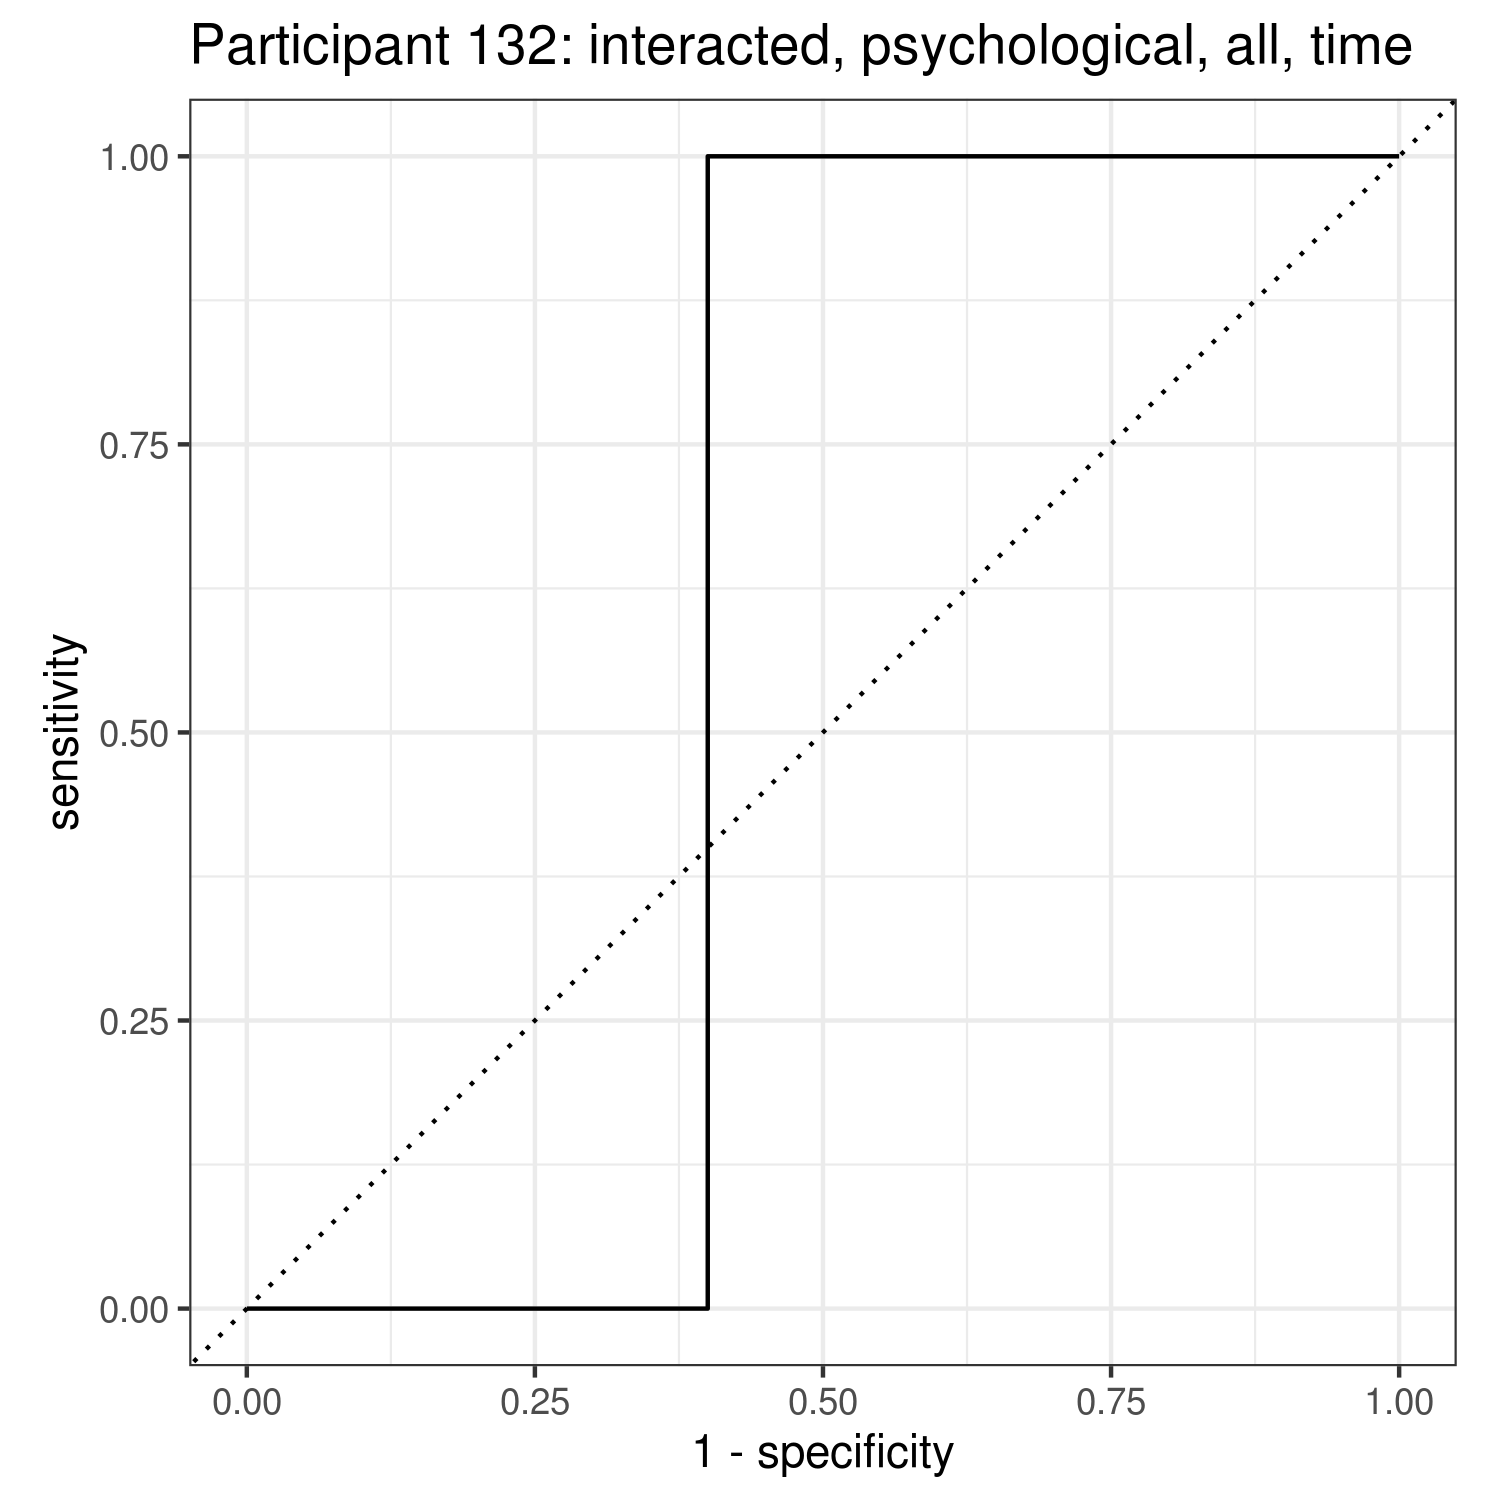 Participant 132: interacted, psychological, all, time
1.00
0.75
0.50
0.25
0.00
sensitivity
0.00 0.25 0.50 0.75 1.00
1 - specificity